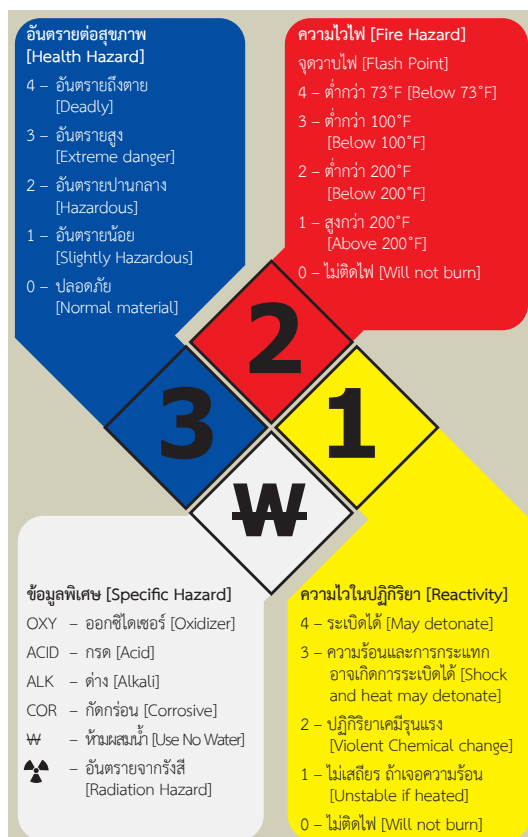 อันตรายต่อสุขภาพ
[Health Hazard]
4 – อันตรายถึงตาย
[Deadly]
3 – อันตรายสูง
[Extreme danger]
2 – อันตรายปานกลาง
[Hazardous]
1 – อันตรายน้อย
[Slightly Hazardous]
0 – ปลอดภัย
[Normal material]
ความไวไฟ [Fire Hazard]
จุดวาบไฟ [Flash Point]
4 – ต่ำกว่า 73˚F [Below 73˚F]
3 – ต่ำกว่า 100˚F
[Below 100˚F]
2 – ต่ำกว่า 200˚F
[Below 200˚F]
1 – สูงกว่า 200˚F
[Above 200˚F]
0 – ไม่ติดไฟ [Will not burn]
2
3
1
W̶
ข้อมูลพิเศษ [Specific Hazard]
OXY – ออกซิไดเซอร์ [Oxidizer]
ACID – กรด [Acid]
ALK – ด่าง [Alkali]
COR – กัดกร่อน [Corrosive]
W̶ – ห้ามผสมน้ำ [Use No Water]
☢ – อันตรายจากรังสี
[Radiation Hazard]
ความไวในปฏิกิริยา [Reactivity]
4 – ระเบิดได้ [May detonate]
3 – ความร้อนและการกระแทก
อาจเกิดการระเบิดได้ [Shock
and heat may detonate]
2 – ปฏิกิริยาเคมีรุนแรง
[Violent Chemical change]
1 – ไม่เสถียร ถ้าเจอความร้อน
[Unstable if heated]
0 – ไม่ติดไฟ [Will not burn]